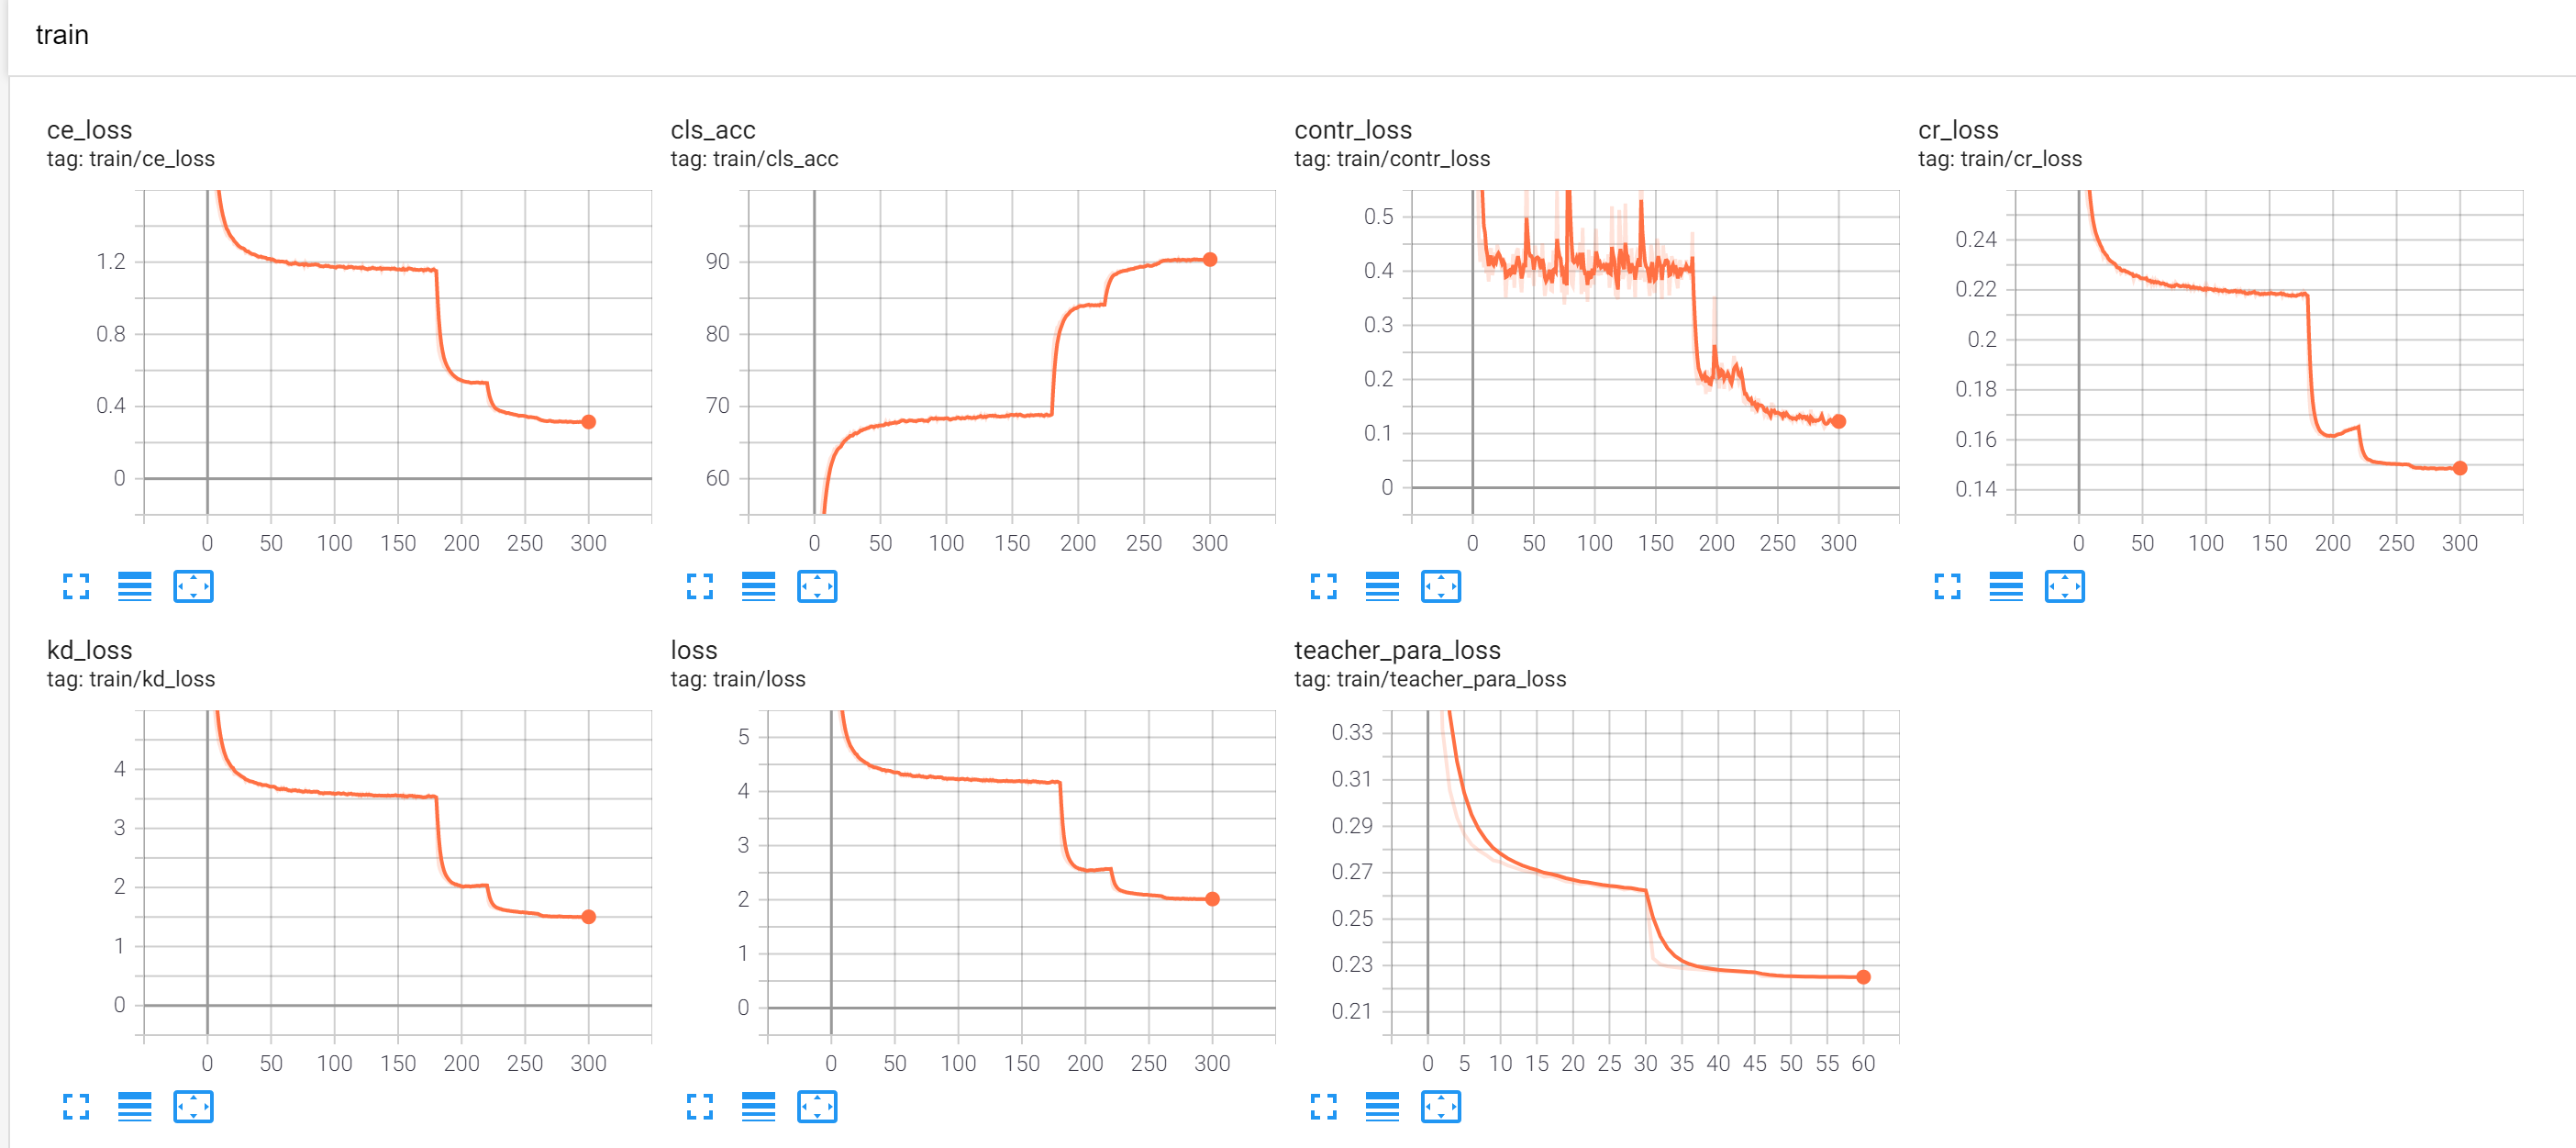 train
ce_loss
tag: train/ce_loss
1.2
0.8
0.4
0
0 50 100 150 200 250 300
cls_acc
tag: train/cls_acc
90
80
70
60
0 50 100 150 200 250 300
contr_loss
tag: train/contr_loss
0.5
0.4
0.3
0.2
0.1
0
0 50 100 150 200 250 300
cr_loss
tag: train/cr_loss
0.24
0.22
0.2
0.18
0.16
0.14
0 50 100 150 200 250 300
kd_loss
tag: train/kd_loss
4
3
2
1
0
0 50 100 150 200 250 300
loss
tag: train/loss
5
4
3
2
1
0
0 50 100 150 200 250 300
teacher_para_loss
tag: train/teacher_para_loss
0.33
0.31
0.29
0.27
0.25
0.23
0.21
0 5 10 15 20 25 30 35 40 45 50 55 60